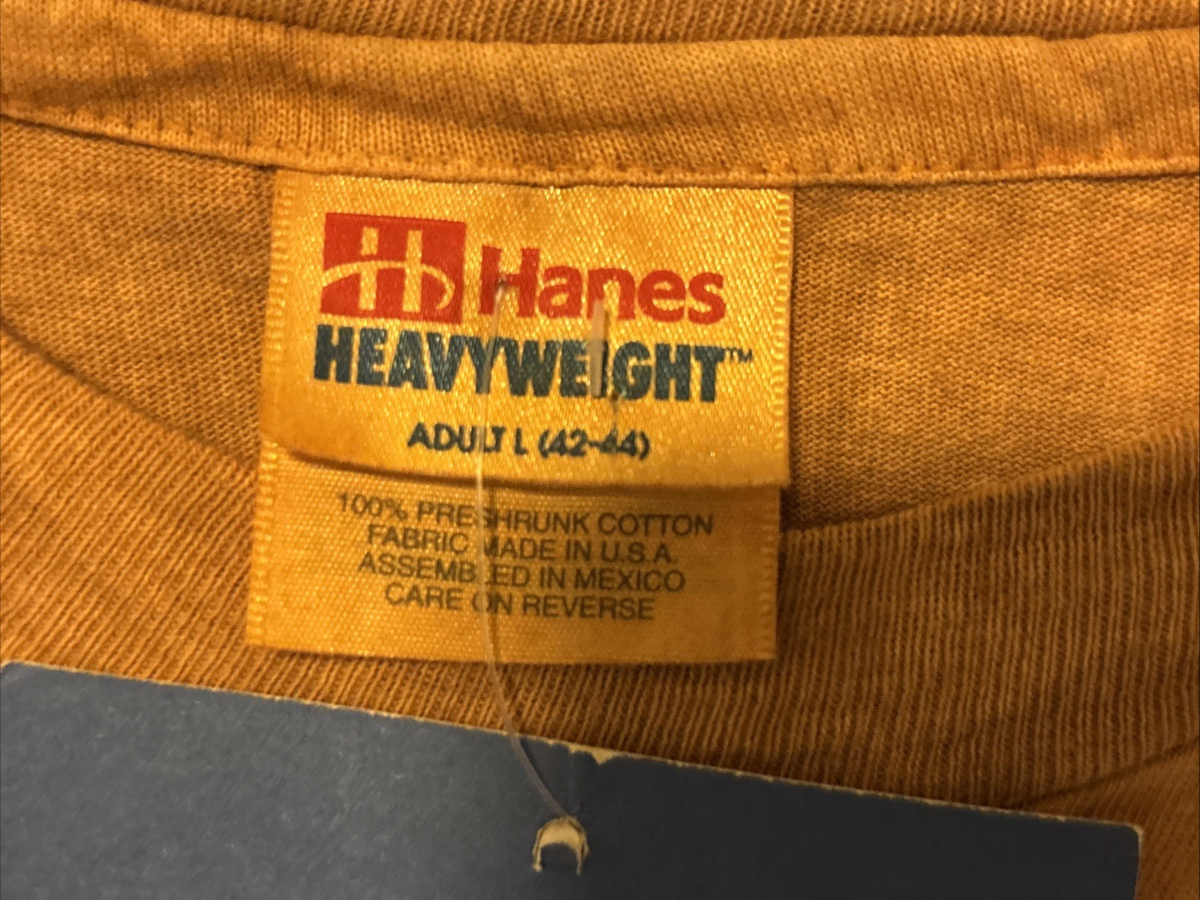 H Hanes
HEAVYWEIGHT™
ADULT L (42-44)
100% PRESHRUNK COTTON
FABRIC MADE IN U.S.A.
ASSEMBLED IN MEXICO
CARE ON REVERSE